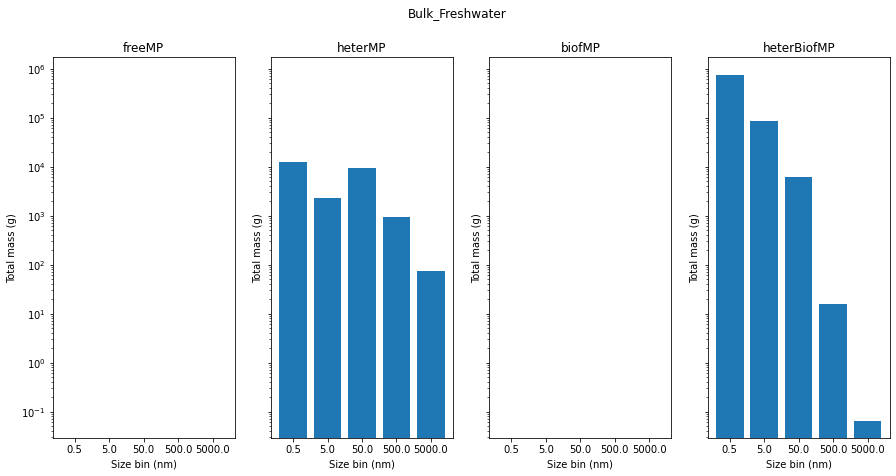 Bulk_Freshwater
freeMP
heterMP
biofMP
heterBiofMP
Total mass (g)
10⁶
10⁵
10⁴
10³
10²
10¹
10⁰
10⁻¹
0.5 5.0 50.0 500.0 5000.0
Size bin (nm)
Total mass (g)
0.5 5.0 50.0 500.0 5000.0
Size bin (nm)
Total mass (g)
0.5 5.0 50.0 500.0 5000.0
Size bin (nm)
Total mass (g)
0.5 5.0 50.0 500.0 5000.0
Size bin (nm)